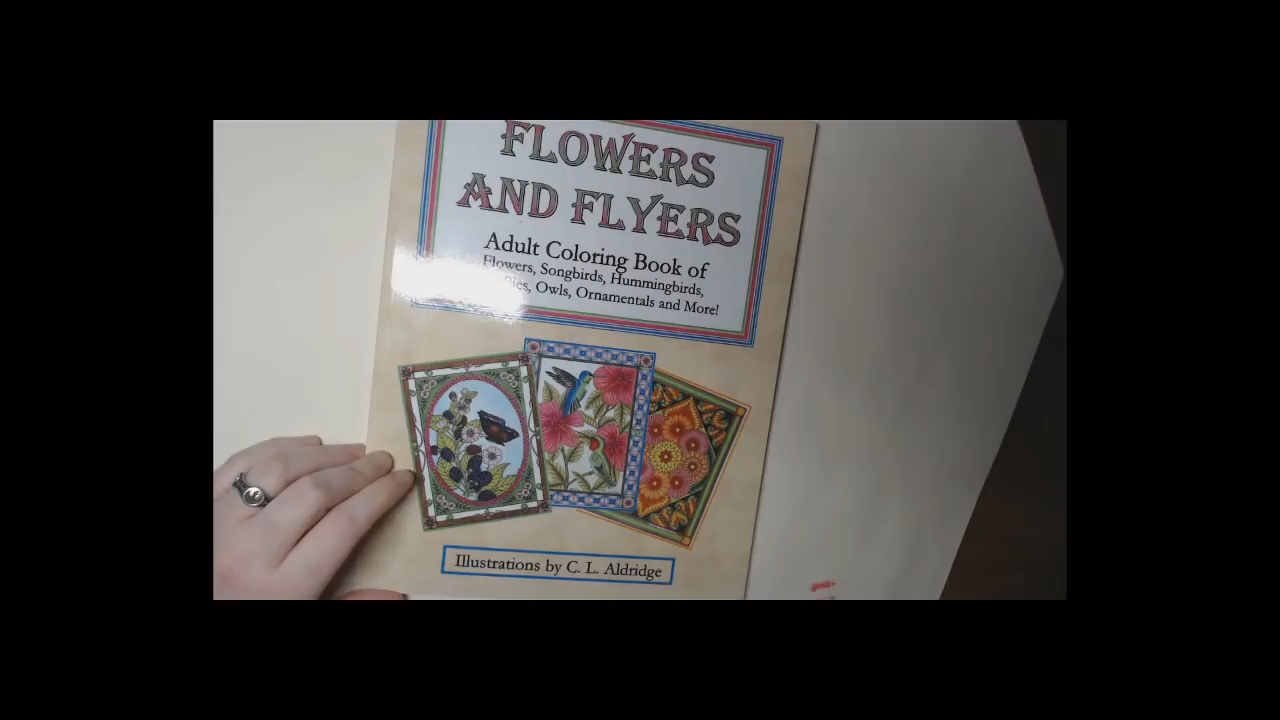 FLOWERS
AND FLYERS
Adult Coloring Book of
Flowers, Songbirds, Hummingbirds,
Owls, Ornamentals and More!
Illustrations by C. L. Aldridge